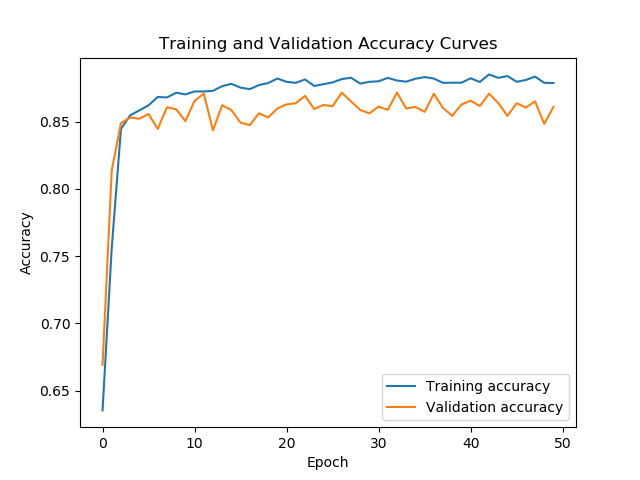 Training and Validation Accuracy Curves
Accuracy
0.85
0.80
0.75
0.70
0.65
0 10 20 30 40 50
Epoch
Training accuracy
Validation accuracy